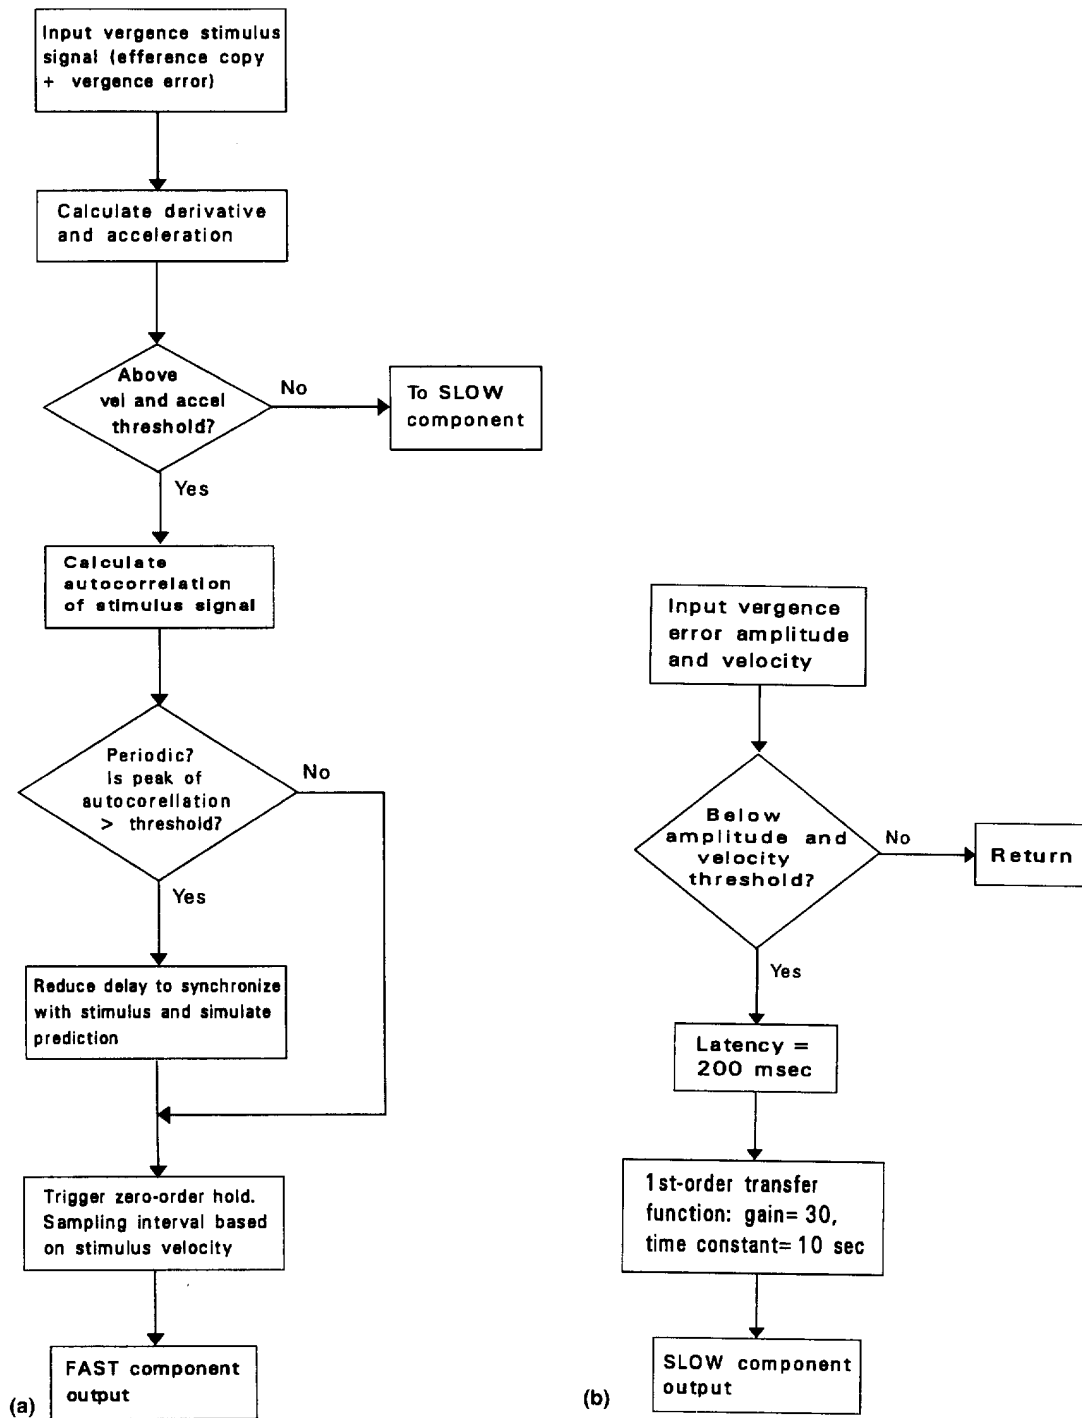 Input vergence stimulus
signal (efference copy
+ vergence error)
Calculate derivative
and acceleration
Above
vel and accel
threshold?
No
To SLOW
component
Yes
Calculate
autocorrelation
of stimulus signal
Periodic?
Is peak of
autocorellation
> threshold?
No
Yes
Reduce delay to synchronize
with stimulus and simulate
prediction
Trigger zero-order hold.
Sampling interval based
on stimulus velocity
FAST component
output
(a)
Input vergence
error amplitude
and velocity
Below
amplitude and
velocity
threshold?
No
Return
Yes
Latency =
200 msec
1st-order transfer
function: gain= 30,
time constant= 10 sec
SLOW component
output
(b)